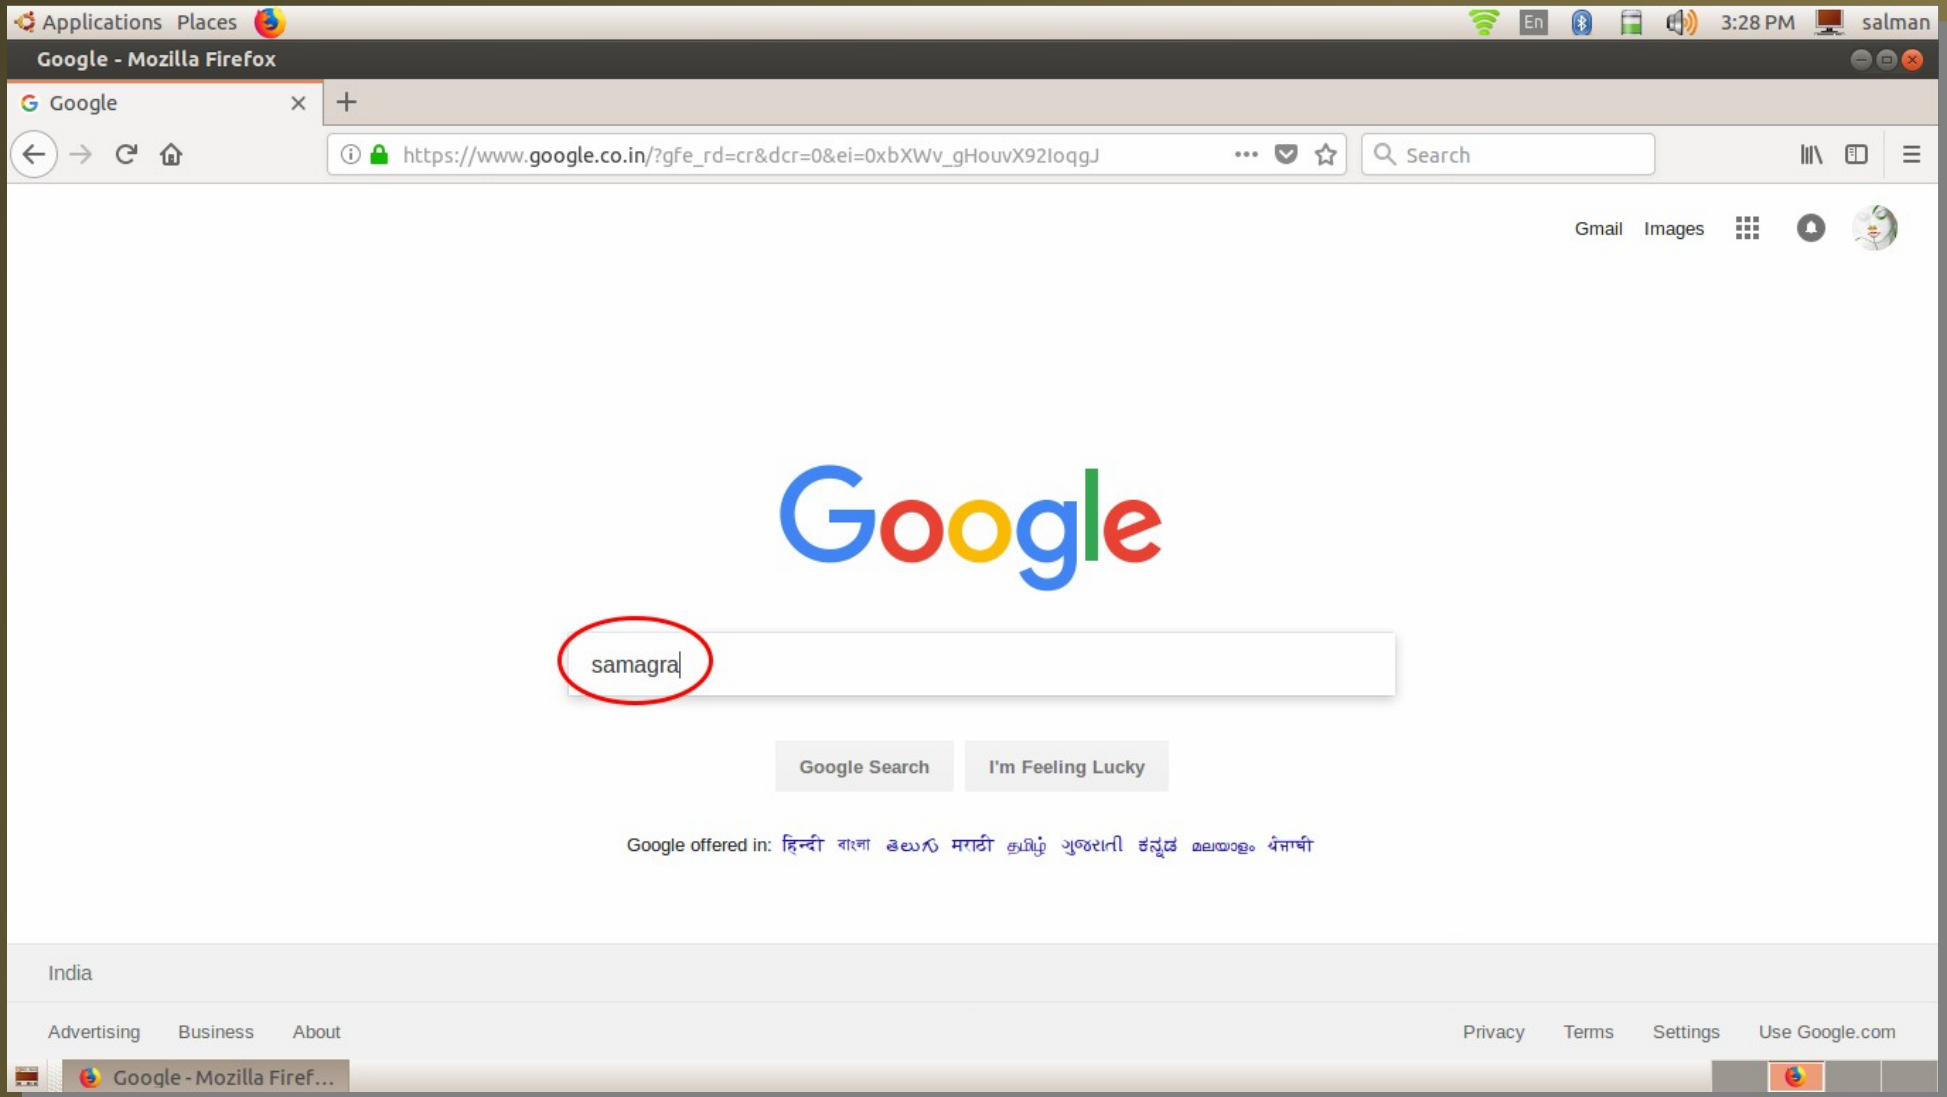 Applications Places En 3:28 PM salman
Google - Mozilla Firefox
Google
https://www.google.co.in/?gfe_rd=cr&dcr=0&ei=0xbXWv_gHouvX92IoqgJ Search
Gmail Images
Google
samagra
Google Search I'm Feeling Lucky
Google offered in: हिन्दी বাংলা తెలుగు मराठी தமிழ் ગુજરાતી ಕನ್ನಡ മലയാളം ਪੰਜਾਬੀ
India
Advertising Business About Privacy Terms Settings Use Google.com
Google - Mozilla Firef...